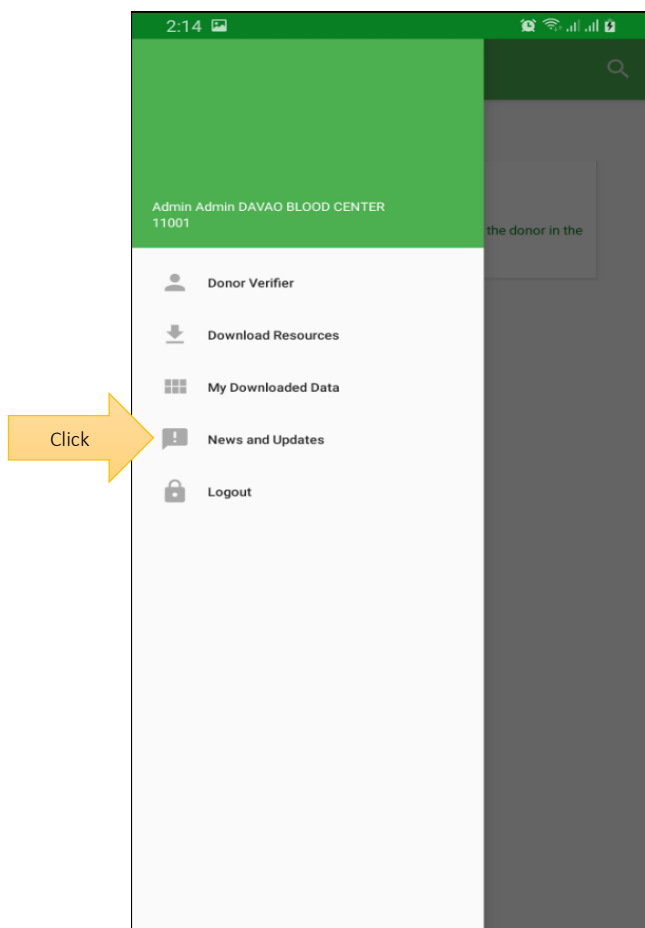 2:14
Admin Admin DAVAO BLOOD CENTER
11001
the donor in the
Donor Verifier
Download Resources
My Downloaded Data
Click
News and Updates
Logout